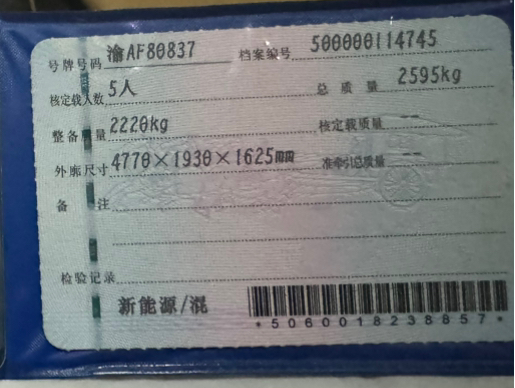 号牌号码 渝AF80837 档案编号 500000114745
核定载人数 5人 总质量 2595kg
整备质量 2220kg 核定载质量 --
外廓尺寸 4770×1930×1625mm 准牵引总质量 --
备注
检验记录
新能源/混
*5060018238857*